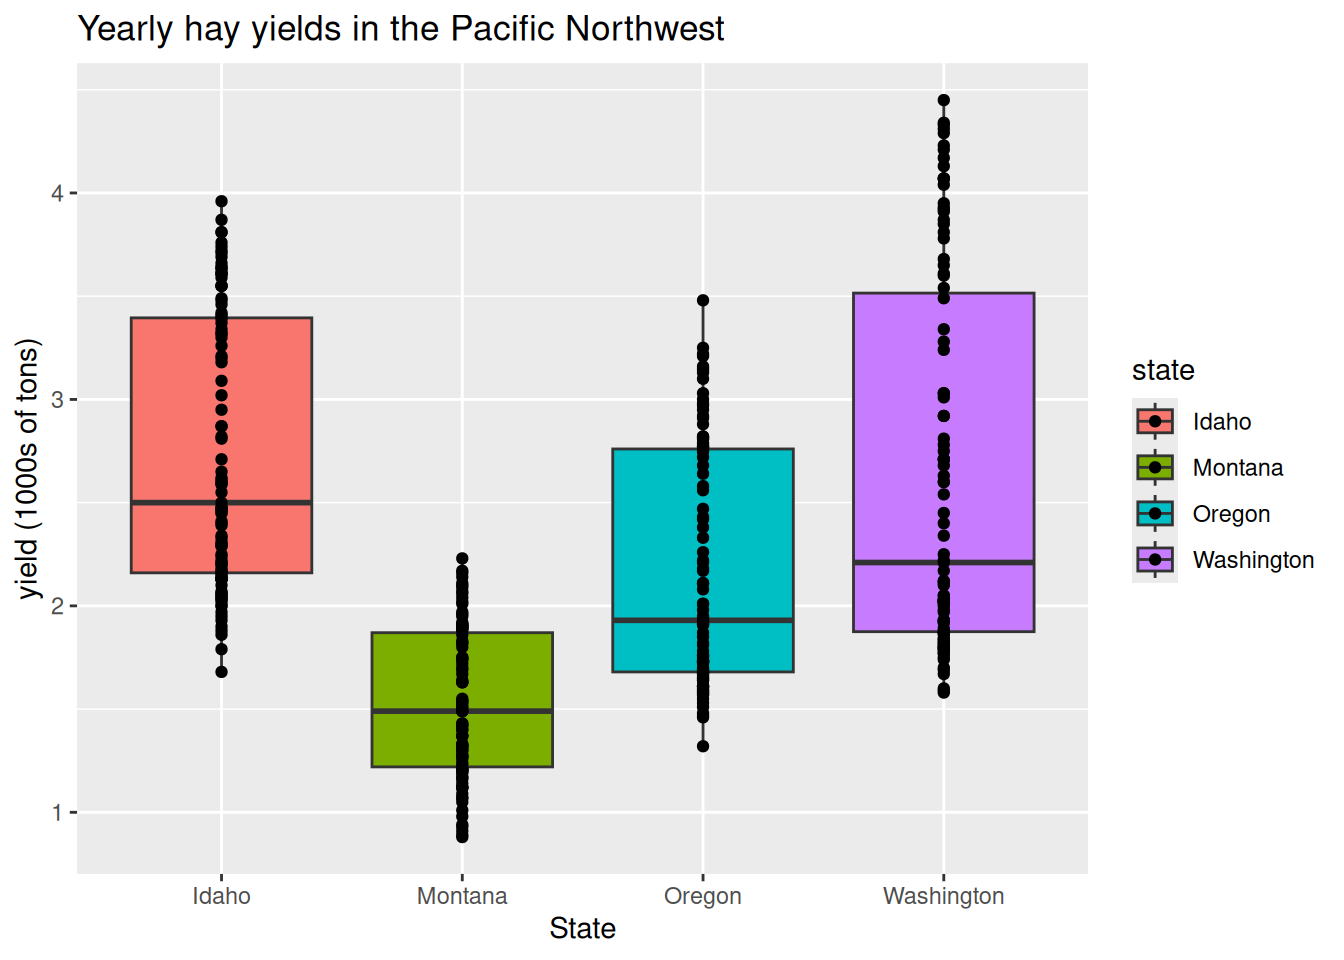 Yearly hay yields in the Pacific Northwest
yield (1000s of tons)
4
3
2
1
Idaho
Montana
Oregon
Washington
State
state
Idaho
Montana
Oregon
Washington